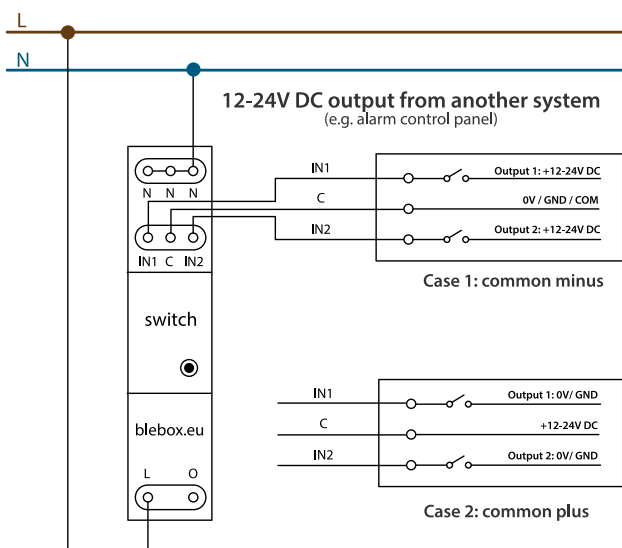 L
N
12-24V DC output from another system
(e.g. alarm control panel)
N N N
IN1 C IN2
switch
blebox.eu
L O
IN1 Output 1: +12-24V DC
C 0V / GND / COM
IN2 Output 2: +12-24V DC
Case 1: common minus
IN1 Output 1: 0V/ GND
C +12-24V DC
IN2 Output 2: 0V/ GND
Case 2: common plus